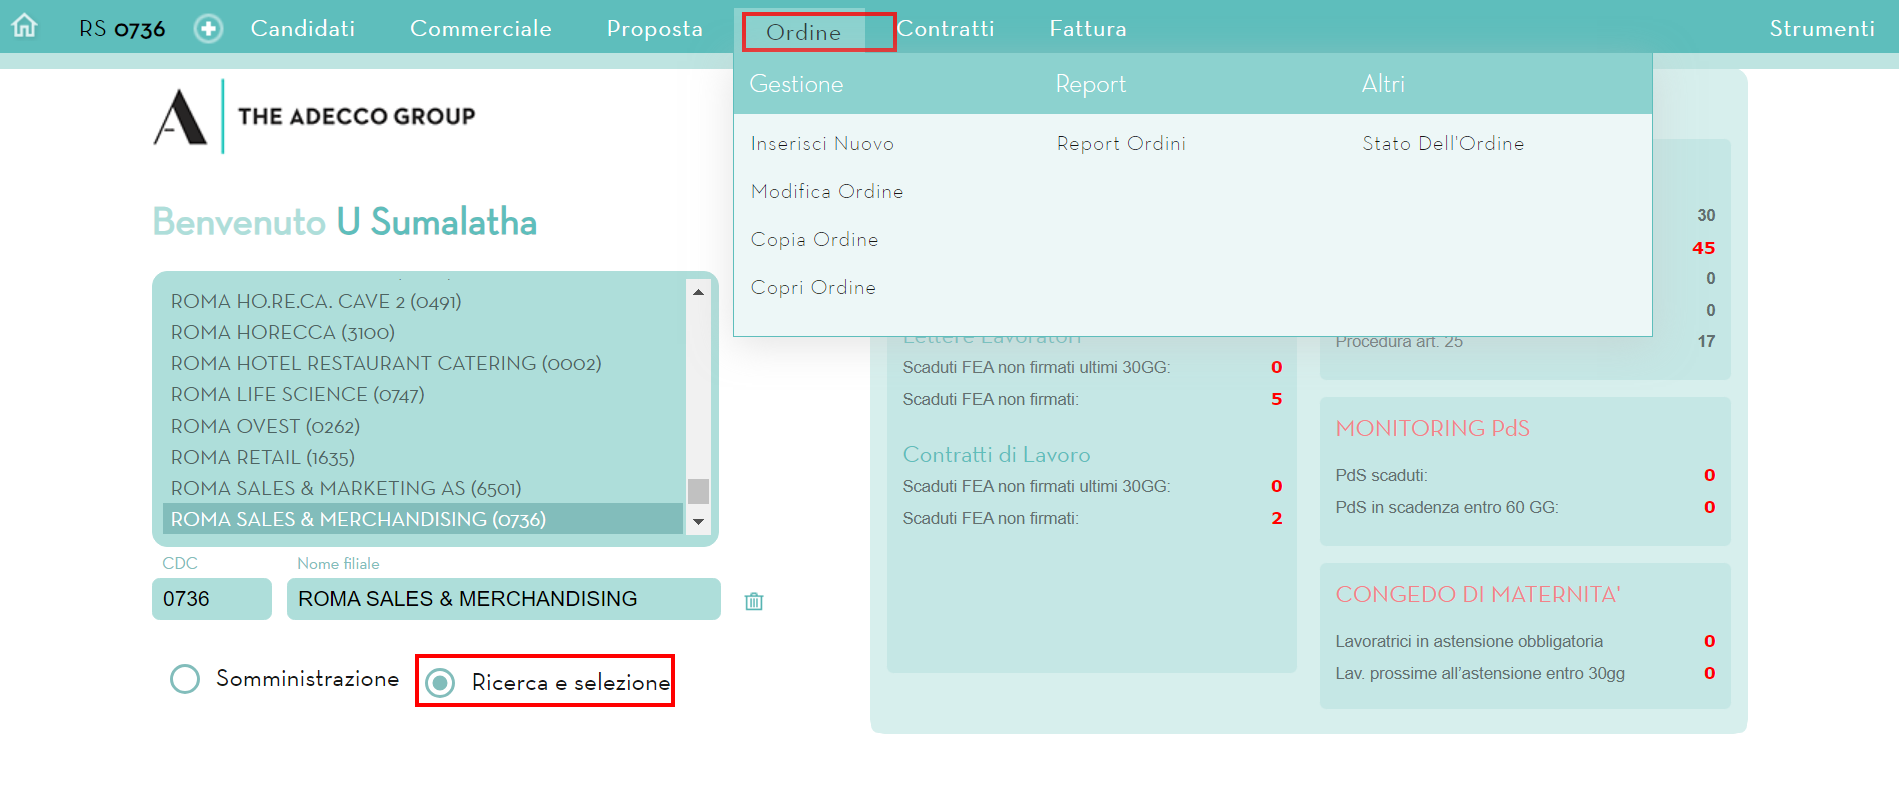 RS 0736
Candidati
Commerciale
Proposta
Ordine
Contratti
Fattura
Strumenti
Gestione
Report
Altri
Inserisci Nuovo
Report Ordini
Stato Dell'Ordine
Modifica Ordine
Copia Ordine
Copri Ordine
THE ADECCO GROUP
Benvenuto U Sumalatha
ROMA HO.RE.CA. CAVE 2 (0491)
ROMA HORECCA (3100)
ROMA HOTEL RESTAURANT CATERING (0002)
ROMA LIFE SCIENCE (0747)
ROMA OVEST (0262)
ROMA RETAIL (1635)
ROMA SALES & MARKETING AS (6501)
ROMA SALES & MERCHANDISING (0736)
CDC
Nome filiale
0736
ROMA SALES & MERCHANDISING
Somministrazione
Ricerca e selezione
Lettere Lavoratori
Scaduti FEA non firmati ultimi 30GG: 0
Scaduti FEA non firmati: 5
Contratti di Lavoro
Scaduti FEA non firmati ultimi 30GG: 0
Scaduti FEA non firmati: 2
30
45
0
0
Procedura art. 25 17
MONITORING PdS
PdS scaduti: 0
PdS in scadenza entro 60 GG: 0
CONGEDO DI MATERNITA'
Lavoratrici in astensione obbligatoria 0
Lav. prossime all'astensione entro 30gg 0